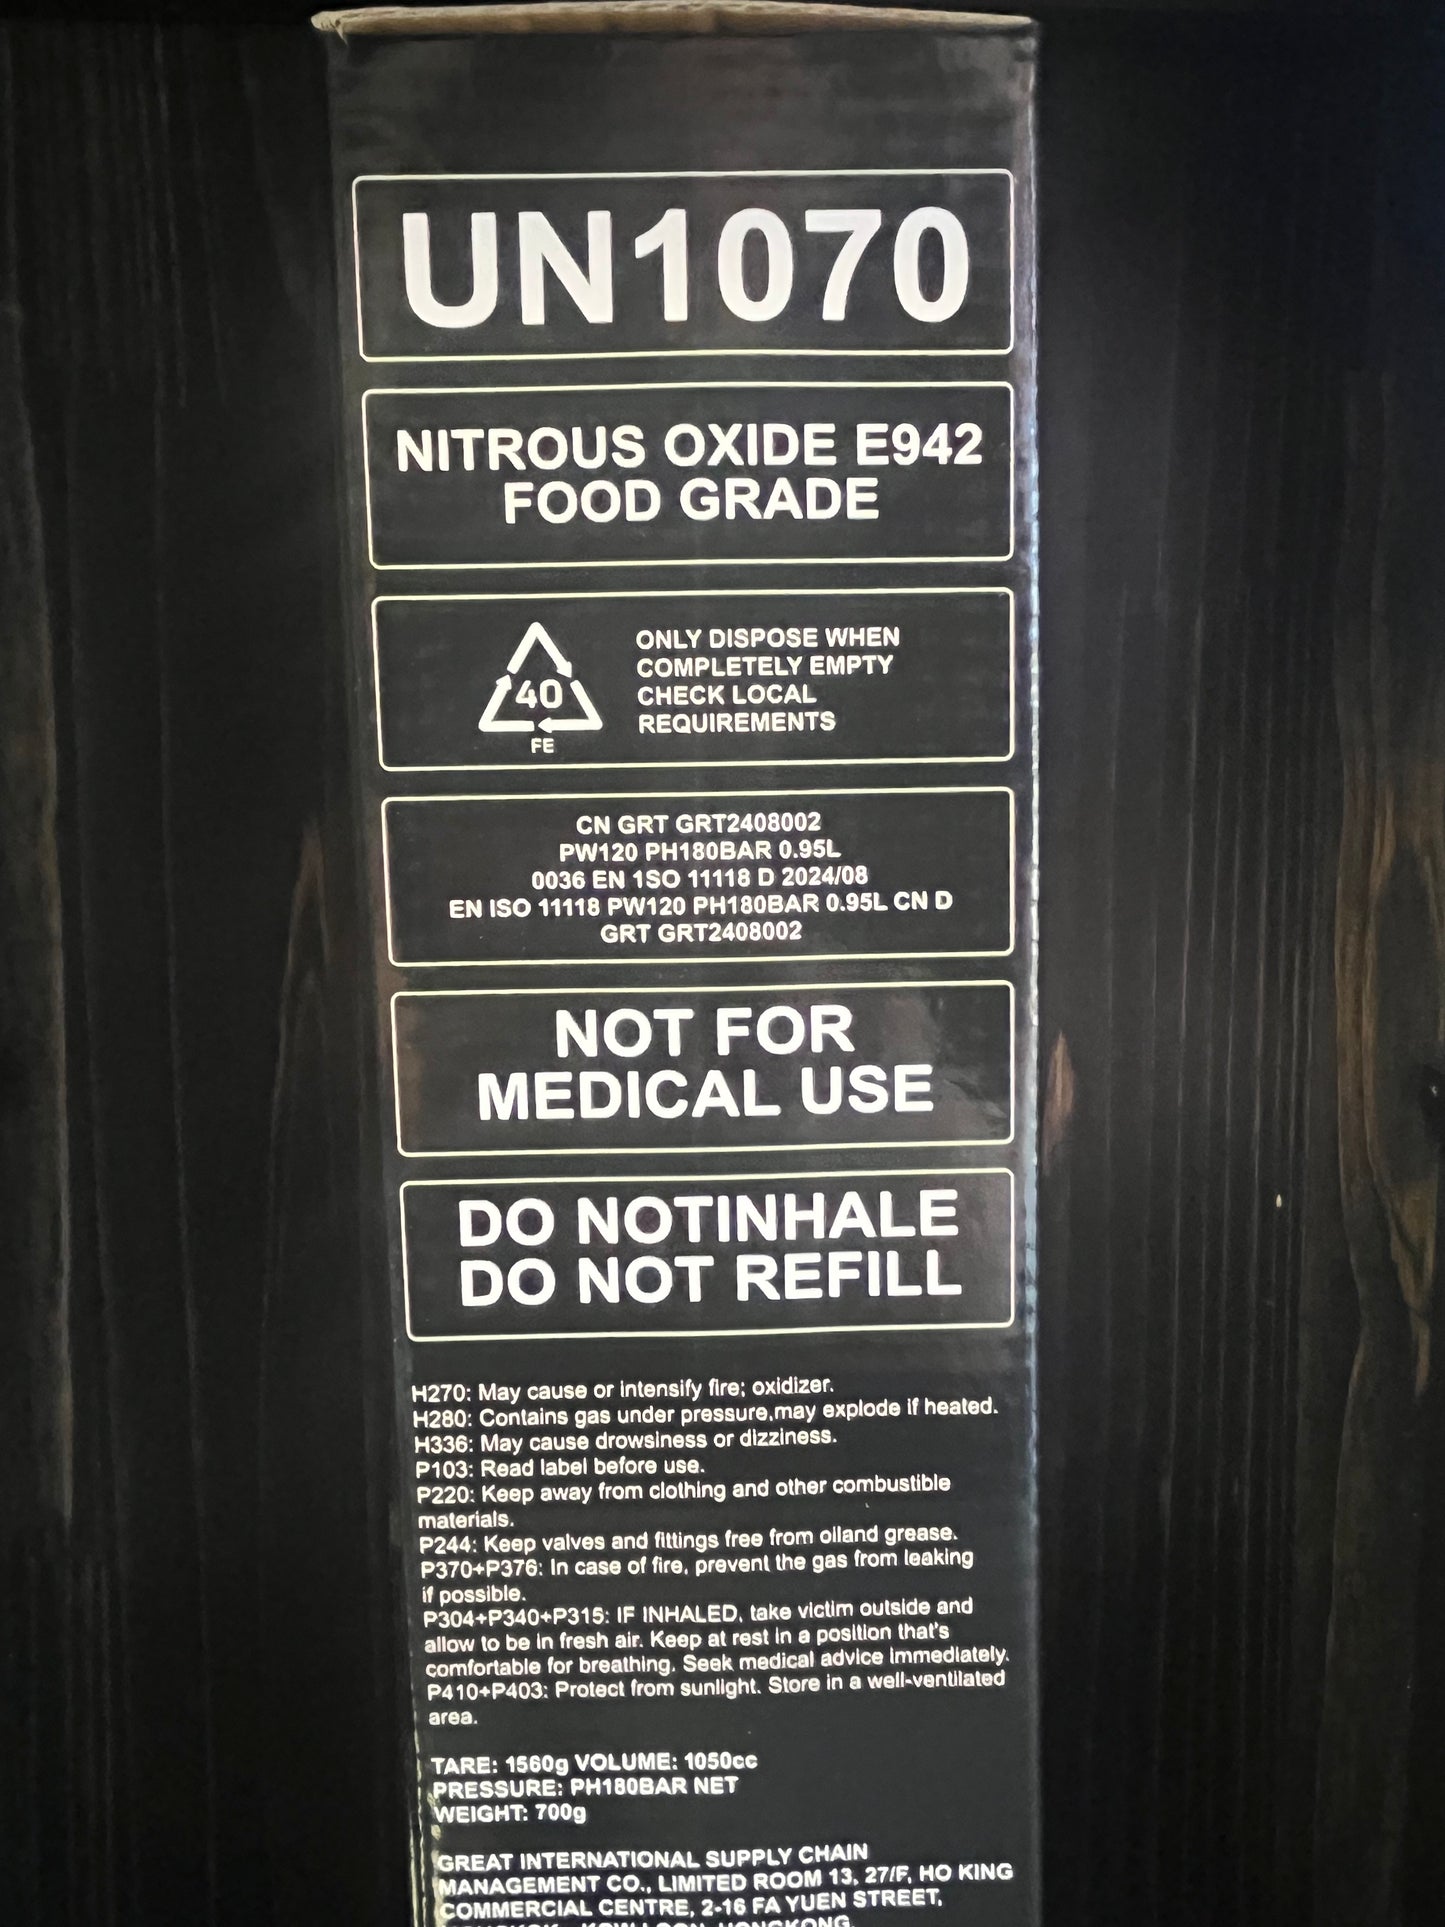 UN1070
NITROUS OXIDE E942
FOOD GRADE
40
FE
ONLY DISPOSE WHEN
COMPLETELY EMPTY
CHECK LOCAL
REQUIREMENTS
CN GRT GRT2408002
PW120 PH180BAR 0.95L
0036 EN 1SO 11118 D 2024/08
EN ISO 11118 PW120 PH180BAR 0.95L CN D
GRT GRT2408002
NOT FOR
MEDICAL USE
DO NOTINHALE
DO NOT REFILL
H270: May cause or intensify fire; oxidizer.
H280: Contains gas under pressure,may explode if heated.
H336: May cause drowsiness or dizziness.
P103: Read label before use.
P220: Keep away from clothing and other combustible
materials.
P244: Keep valves and fittings free from oiland grease.
P370+P376: In case of fire, prevent the gas from leaking
if possible.
P304+P340+P315: IF INHALED, take victim outside and
allow to be in fresh air. Keep at rest in a position that's
comfortable for breathing. Seek medical advice immediately.
P410+P403: Protect from sunlight. Store in a well-ventilated
area.
TARE: 1560g VOLUME: 1050cc
PRESSURE: PH180BAR NET
WEIGHT: 700g
GREAT INTERNATIONAL SUPPLY CHAIN
MANAGEMENT CO., LIMITED ROOM 13, 27/F, HO KING
COMMERCIAL CENTRE, 2-16 FA YUEN STREET,
HONGKONG.